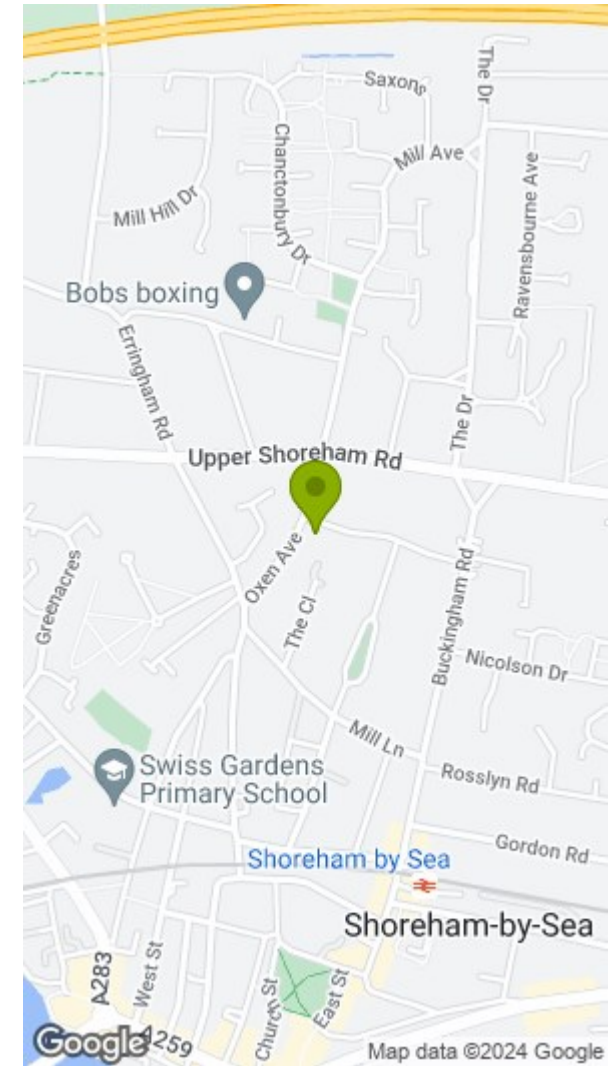 Saxons
The Dr
Mill Ave
Chanctonbury Dr
Ravensbourne Ave
Mill Hill Dr
Bobs boxing
Erringham Rd
The Dr
Upper Shoreham Rd
Oxen Ave
Greenacres
The Cl
Buckingham Rd
Nicolson Dr
Mill Ln
Swiss Gardens
Primary School
Rosslyn Rd
Gordon Rd
Shoreham by Sea
Shoreham-by-Sea
A283
West St
Church St
East St
A259
Google
Map data ©2024 Google